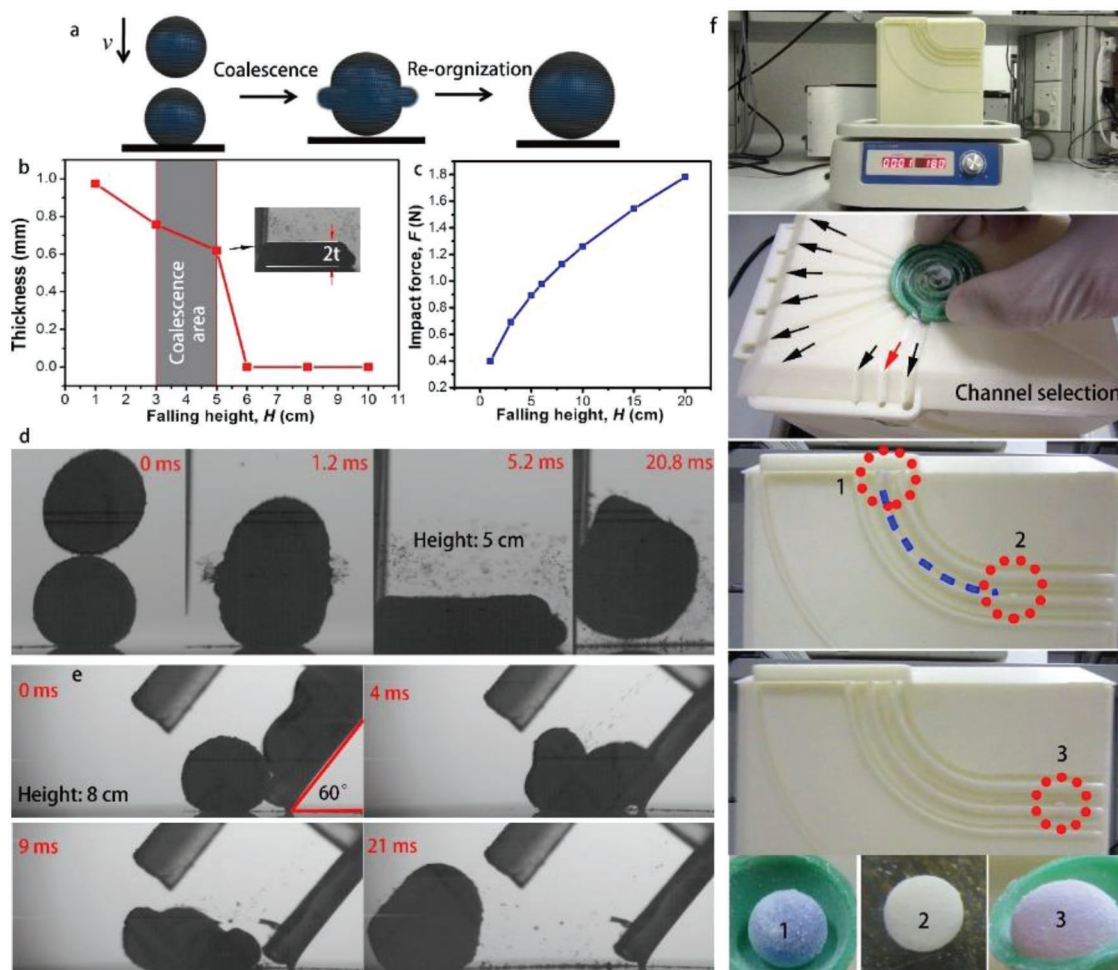 a
v
Coalescence
Re-orgnization
b
1.0
0.8
0.6
0.4
0.2
0.0
Thickness (mm)
Coalescence
area
2t
0 1 2 3 4 5 6 7 8 9 10 11
Falling height, H (cm)
c
1.8
1.6
1.4
1.2
1.0
0.8
0.6
0.4
0.2
Impact force, F (N)
0 5 10 15 20
Falling height, H (cm)
d
0 ms
1.2 ms
5.2 ms
20.8 ms
Height: 5 cm
e
0 ms
Height: 8 cm
60°
4 ms
9 ms
21 ms
f
0001 180
Channel selection
1
2
3
1
2
3